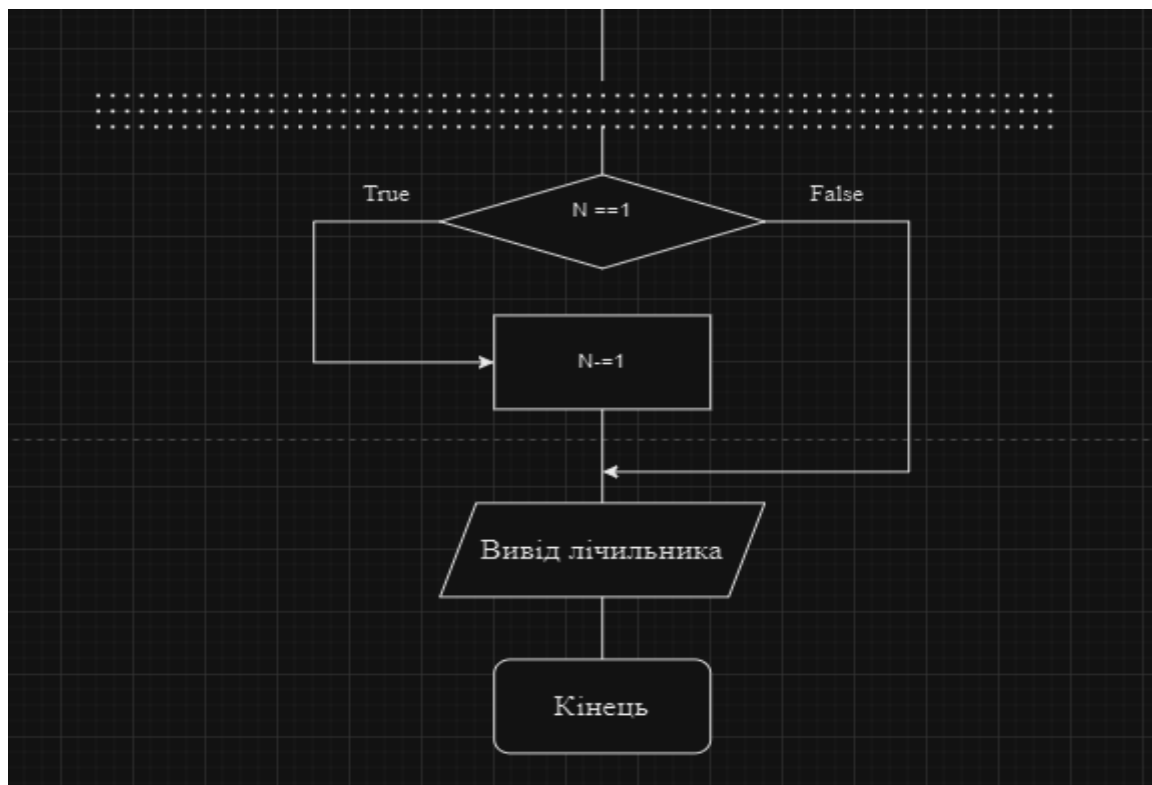 True
N ==1
False
N-=1
Вивід лічильника
Кінець